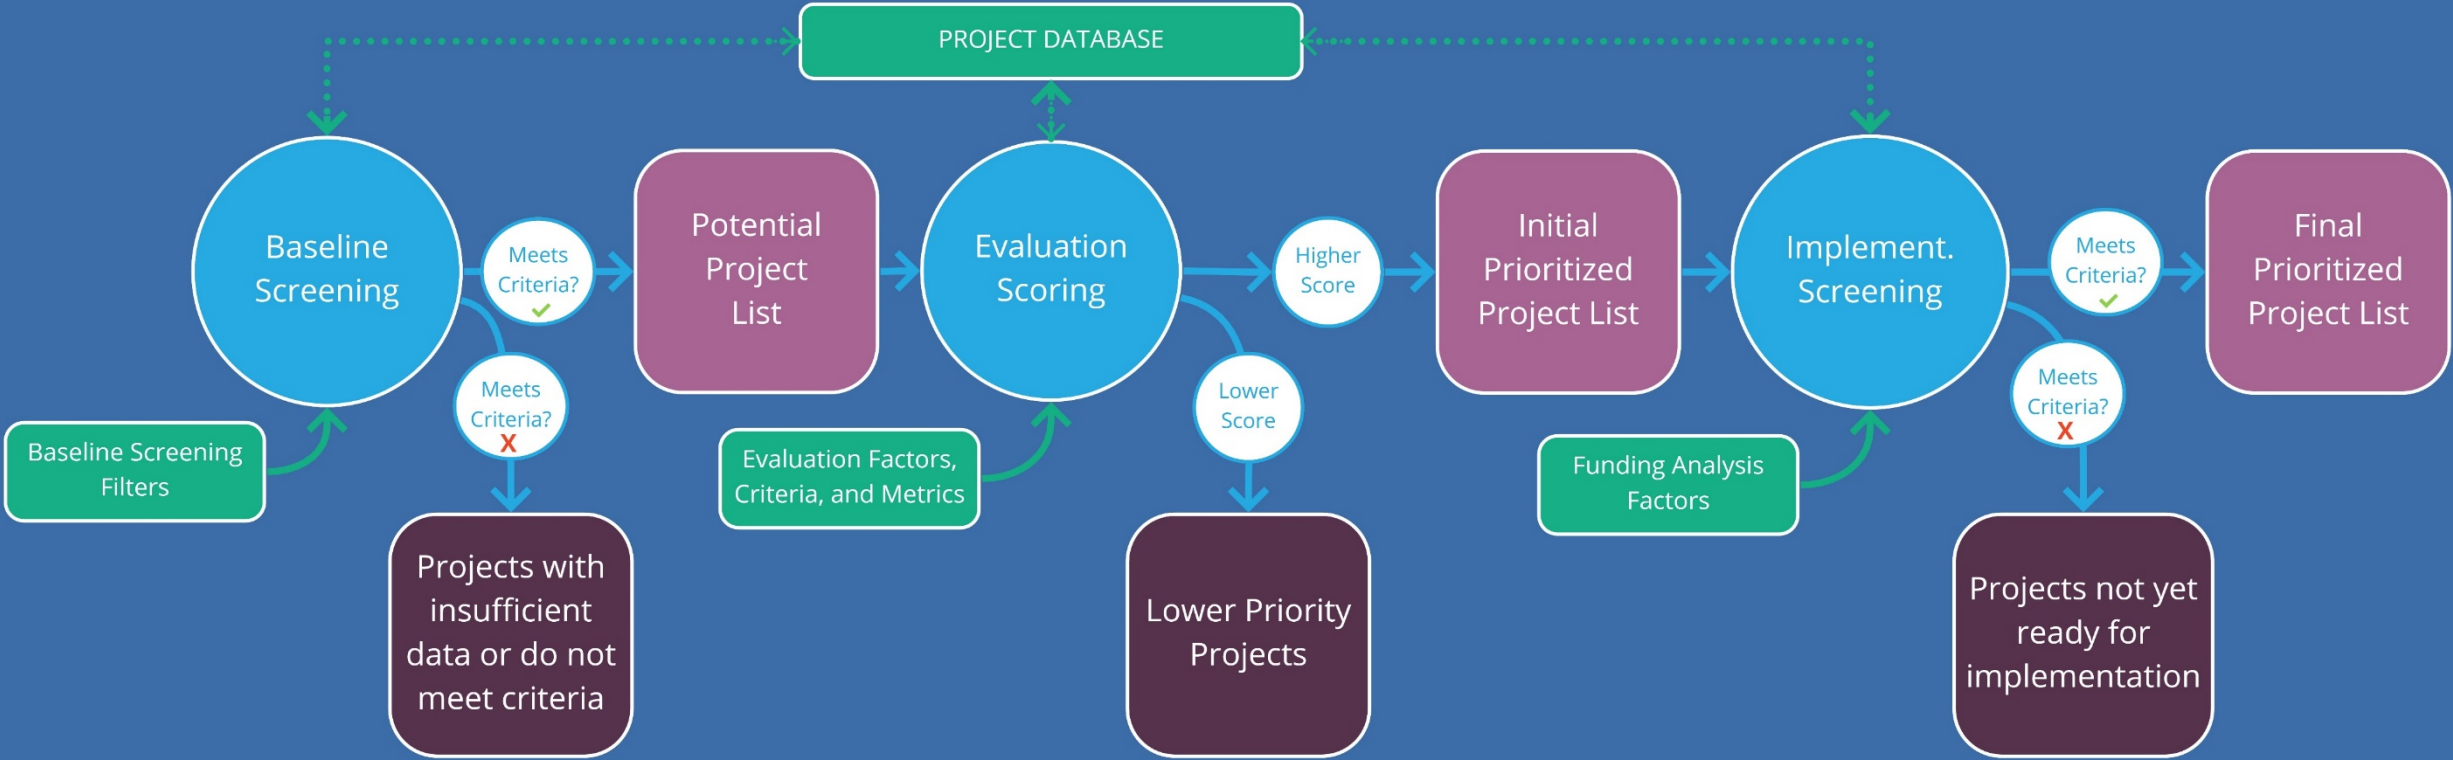 PROJECT DATABASE
Baseline
Screening
Meets
Criteria?
Meets
Criteria?
X
Baseline Screening
Filters
Projects with
insufficient
data or do not
meet criteria
Potential
Project
List
Evaluation
Scoring
Higher
Score
Lower
Score
Evaluation Factors,
Criteria, and Metrics
Lower Priority
Projects
Initial
Prioritized
Project List
Implement.
Screening
Meets
Criteria?
Meets
Criteria?
X
Funding Analysis
Factors
Projects not yet
ready for
implementation
Final
Prioritized
Project List